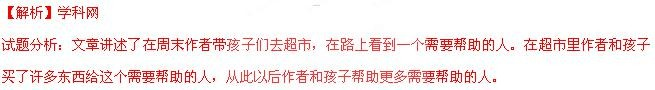 【解析】学科网
试题分析：文章讲述了在周末作者带孩子们去超市，在路上看到一个需要帮助的人。在超市里作者和孩子
买了许多东西给这个需要帮助的人，从此以后作者和孩子帮助更多需要帮助的人。